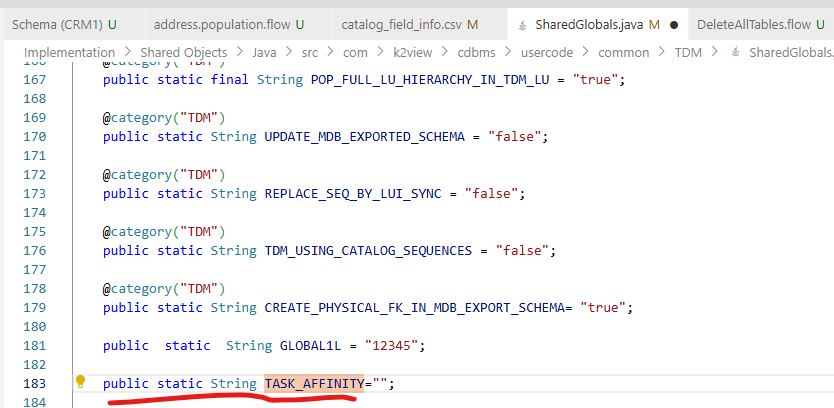 Schema (CRM1) U
address.population.flow U
catalog_field_info.csv M
SharedGlobals.java M
DeleteAllTables.flow U
Implementation > Shared Objects > Java > src > com > k2view > cdbms > usercode > common > TDM > SharedGlobals.
166 @category("TDM")
167 public static final String POP_FULL_LU_HIERARCHY_IN_TDM_LU = "true";
168
169 @category("TDM")
170 public static String UPDATE_MDB_EXPORTED_SCHEMA = "false";
171
172 @category("TDM")
173 public static String REPLACE_SEQ_BY_LUI_SYNC = "false";
174
175 @category("TDM")
176 public static String TDM_USING_CATALOG_SEQUENCES = "false";
177
178 @category("TDM")
179 public static String CREATE_PHYSICAL_FK_IN_MDB_EXPORT_SCHEMA= "true";
180
181 public  static  String GLOBAL1L = "12345";
182
183 public static String TASK_AFFINITY="";
184